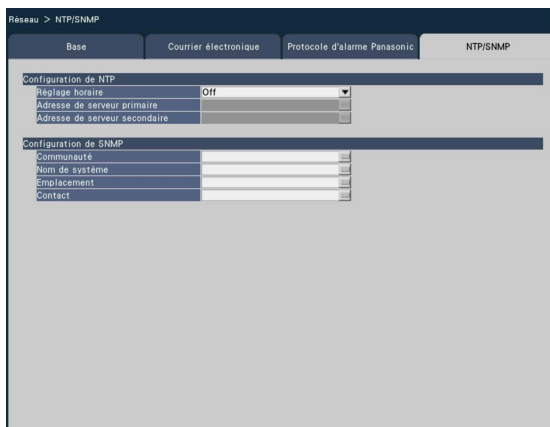 Réseau > NTP/SNMP
Base Courrier électronique Protocole d'alarme Panasonic NTP/SNMP
Configuration de NTP
Réglage horaire Off
Adresse de serveur primaire
Adresse de serveur secondaire
Configuration de SNMP
Communauté
Nom de système
Emplacement
Contact